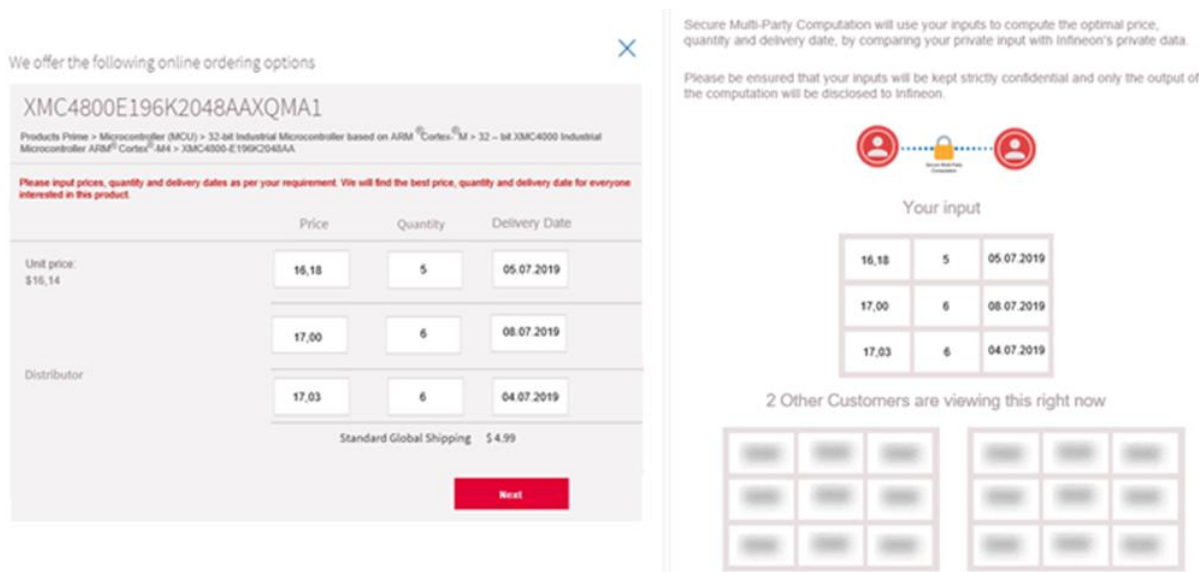 We offer the following online ordering options
XMC4800E196K2048AAXQMA1
Products Prime > Microcontroller (MCU) > 32-bit Industrial Microcontroller based on ARM ®Cortex-®M > 32 – bit XMC4000 Industrial
Microcontroller ARM® Cortex®-M4 > XMC4800-E196K2048AA
Please input prices, quantity and delivery dates as per your requirement. We will find the best price, quantity and delivery date for everyone
interested in this product.
Price Quantity Delivery Date
Unit price:
$16,14
16,18 5 05.07.2019
17,00 6 08.07.2019
Distributor
17,03 6 04.07.2019
Standard Global Shipping $ 4.99
Next
Secure Multi-Party Computation will use your inputs to compute the optimal price,
quantity and delivery date, by comparing your private input with Infineon's private data.
Please be ensured that your inputs will be kept strictly confidential and only the output of
the computation will be disclosed to Infineon.
Secure Multi-Party
Computation
Your input
16,18 5 05.07.2019
17,00 6 08.07.2019
17,03 6 04.07.2019
2 Other Customers are viewing this right now